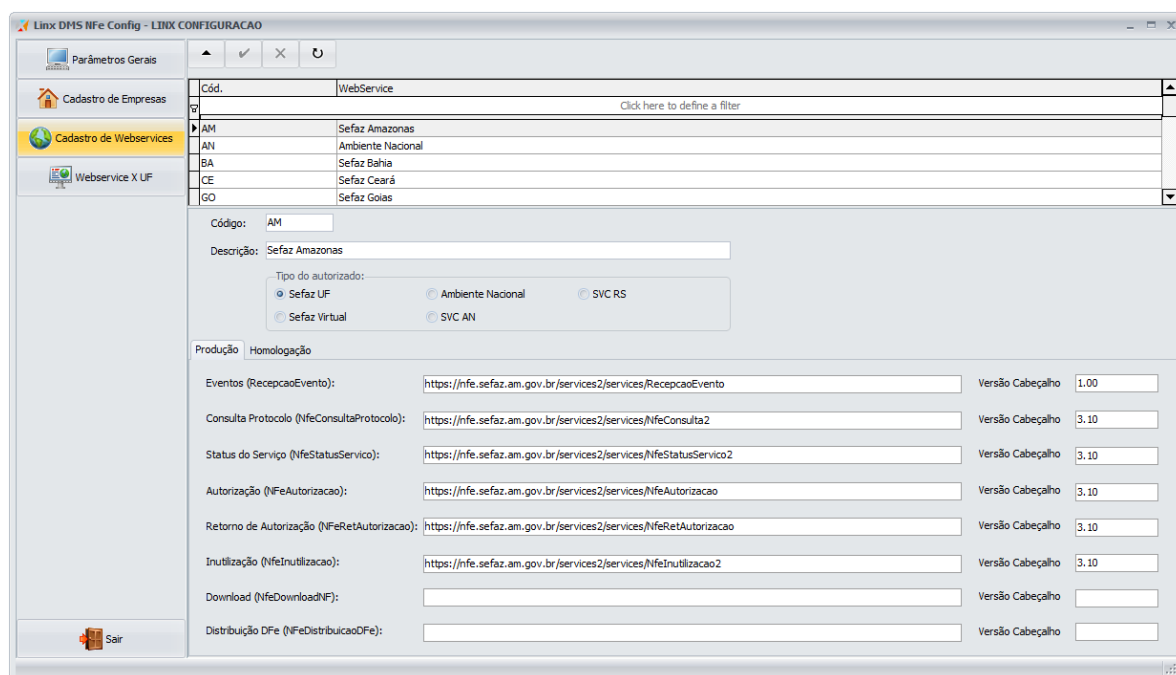 Linx DMS NFe Config - LINX CONFIGURACAO
Parâmetros Gerais
Cadastro de Empresas
Cadastro de Webservices
Webservice X UF
Sair
Cód. WebService
Click here to define a filter
AM Sefaz Amazonas
AN Ambiente Nacional
BA Sefaz Bahia
CE Sefaz Ceará
GO Sefaz Goias
Código: AM
Descrição: Sefaz Amazonas
Tipo do autorizado:
Sefaz UF Ambiente Nacional SVC RS
Sefaz Virtual SVC AN
Produção Homologação
Eventos (RecepcaoEvento): https://nfe.sefaz.am.gov.br/services2/services/RecepcaoEvento Versão Cabeçalho 1.00
Consulta Protocolo (NfeConsultaProtocolo): https://nfe.sefaz.am.gov.br/services2/services/NfeConsulta2 Versão Cabeçalho 3.10
Status do Serviço (NfeStatusServico): https://nfe.sefaz.am.gov.br/services2/services/NfeStatusServico2 Versão Cabeçalho 3.10
Autorização (NFeAutorizacao): https://nfe.sefaz.am.gov.br/services2/services/NfeAutorizacao Versão Cabeçalho 3.10
Retorno de Autorização (NFeRetAutorizacao): https://nfe.sefaz.am.gov.br/services2/services/NfeRetAutorizacao Versão Cabeçalho 3.10
Inutilização (NfeInutilizacao): https://nfe.sefaz.am.gov.br/services2/services/NfeInutilizacao2 Versão Cabeçalho 3.10
Download (NfeDownloadNF): Versão Cabeçalho
Distribuição DFe (NFeDistribuicaoDFe): Versão Cabeçalho